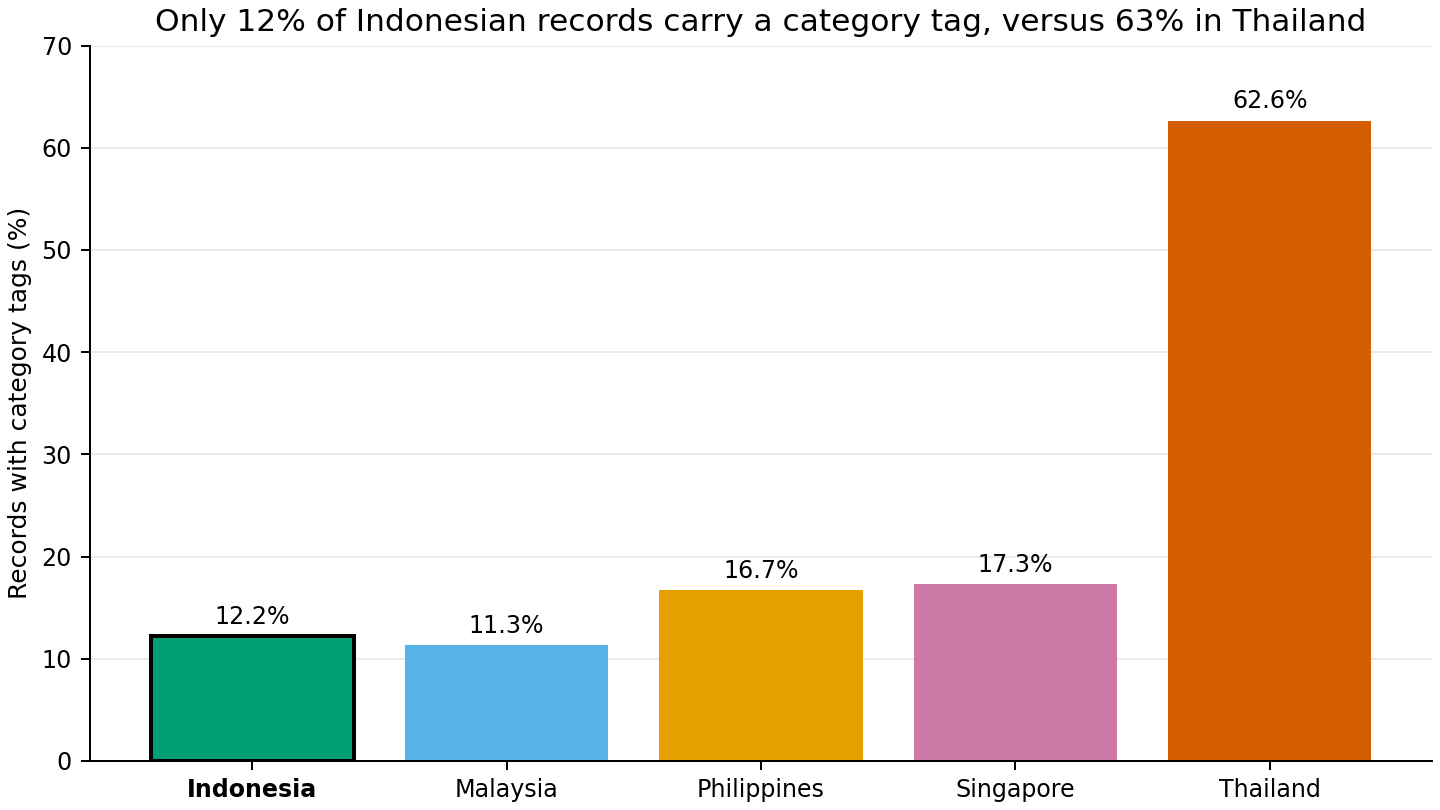 Only 12% of Indonesian records carry a category tag, versus 63% in Thailand
Records with category tags (%)
70
60
50
40
30
20
10
0
12.2%
11.3%
16.7%
17.3%
62.6%
Indonesia
Malaysia
Philippines
Singapore
Thailand